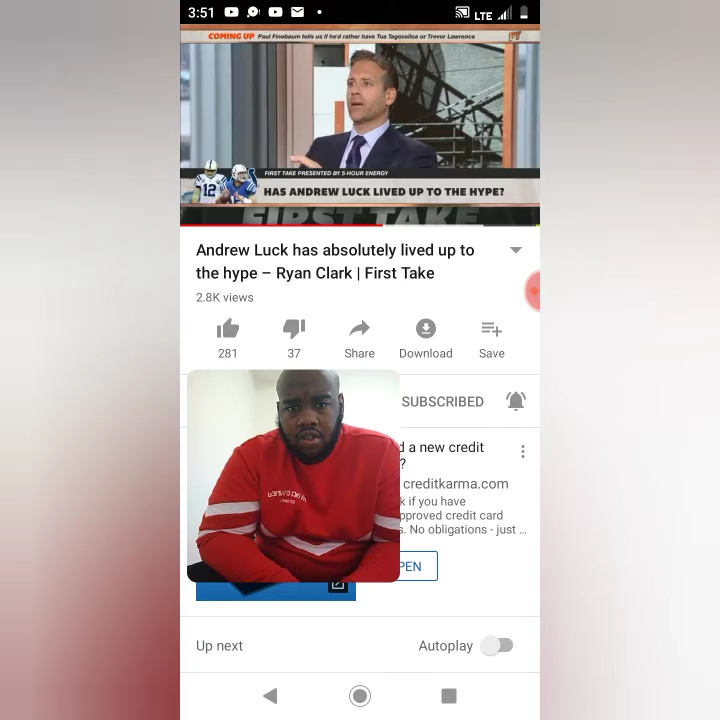 3:51
LTE
COMING UP Paul Finebaum tells us if he'd rather have Tua Tagovailoa or Trevor Lawrence
FT
FIRST TAKE PRESENTED BY 5-HOUR ENERGY
12
HAS ANDREW LUCK LIVED UP TO THE HYPE?
FIRST TAKE
Andrew Luck has absolutely lived up to
the hype – Ryan Clark | First Take
2.8K views
281
37
Share
Download
Save
SUBSCRIBED
d a new credit
?
creditkarma.com
k if you have
pproved credit card
s. No obligations - just ...
PEN
Up next
Autoplay